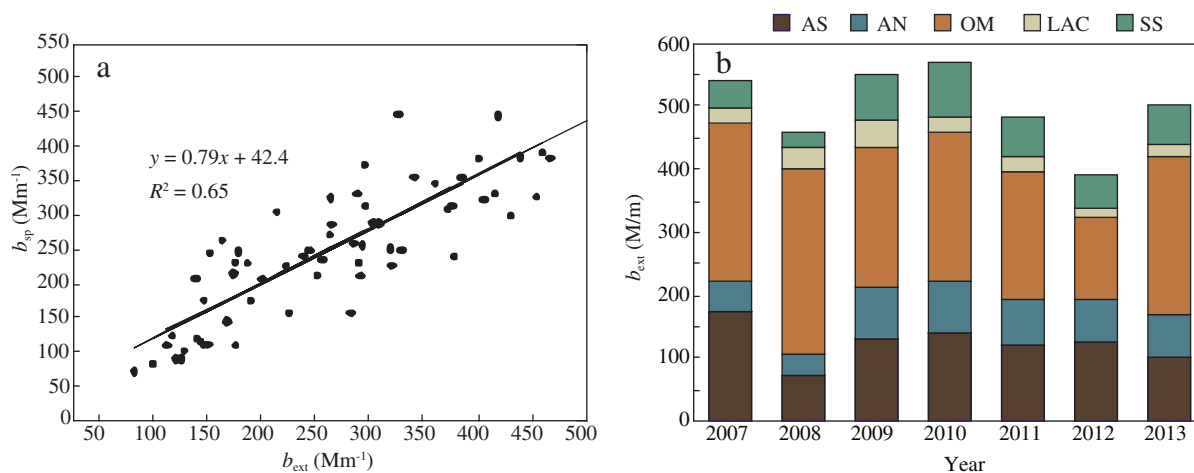 a
y = 0.79x + 42.4
R² = 0.65
b_sp (Mm⁻¹)
550
500
450
400
350
300
250
200
150
100
50
0
50 100 150 200 250 300 350 400 450 500
b_ext (Mm⁻¹)
AS AN OM LAC SS
b
b_ext (M/m)
600
500
400
300
200
100
0
2007 2008 2009 2010 2011 2012 2013
Year